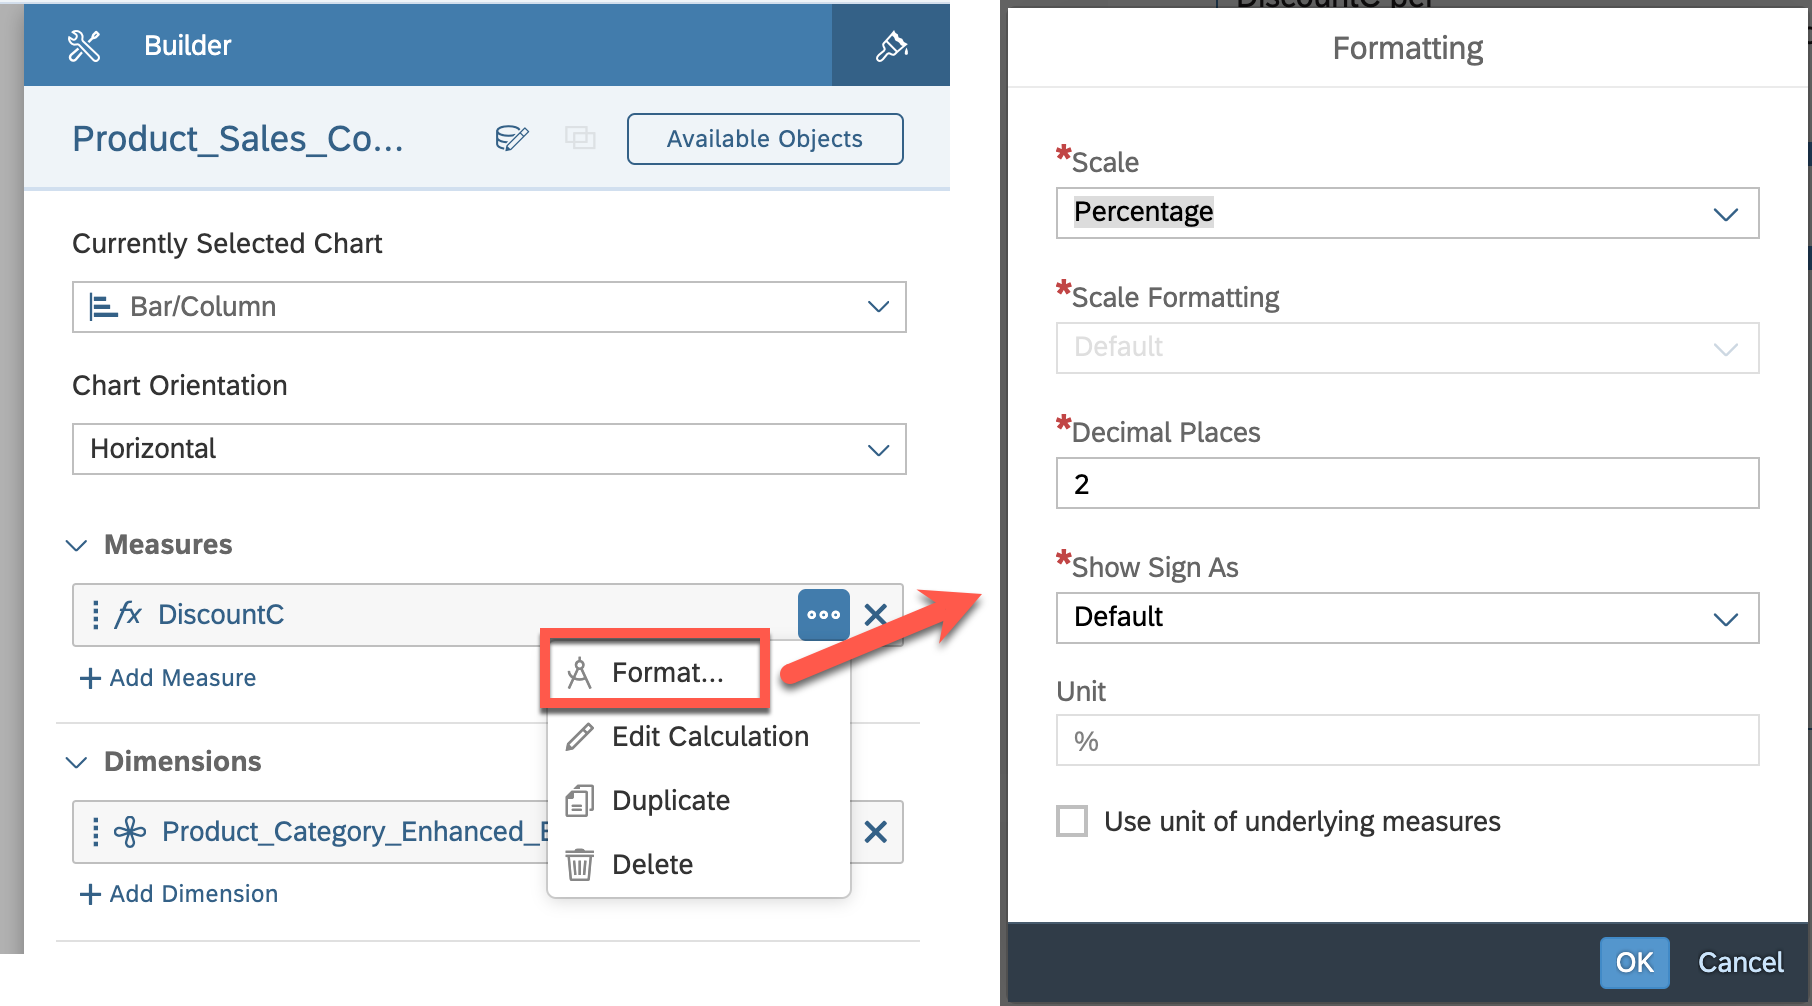 Builder
Product_Sales_Co...
Available Objects
Currently Selected Chart
Bar/Column
Chart Orientation
Horizontal
Measures
fx DiscountC
+ Add Measure
Format...
Edit Calculation
Duplicate
Delete
Dimensions
Product_Category_Enhanced_
+ Add Dimension
Formatting
*Scale
Percentage
*Scale Formatting
Default
*Decimal Places
2
*Show Sign As
Default
Unit
%
Use unit of underlying measures
OK
Cancel